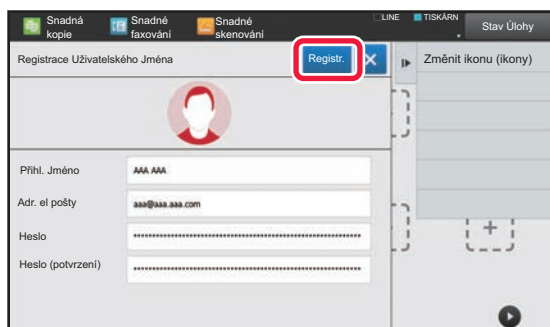 Snadná
kopie
Snadné
faxování
Snadné
skenování
LINE
TISKÁRN
Stav Úlohy
Registrace Uživatelského Jména
Registr.
Změnit ikonu (ikony)
Přihl. Jméno
AAA AAA
Adr. el pošty
aaa@aaa.aaa.com
Heslo
Heslo (potvrzení)